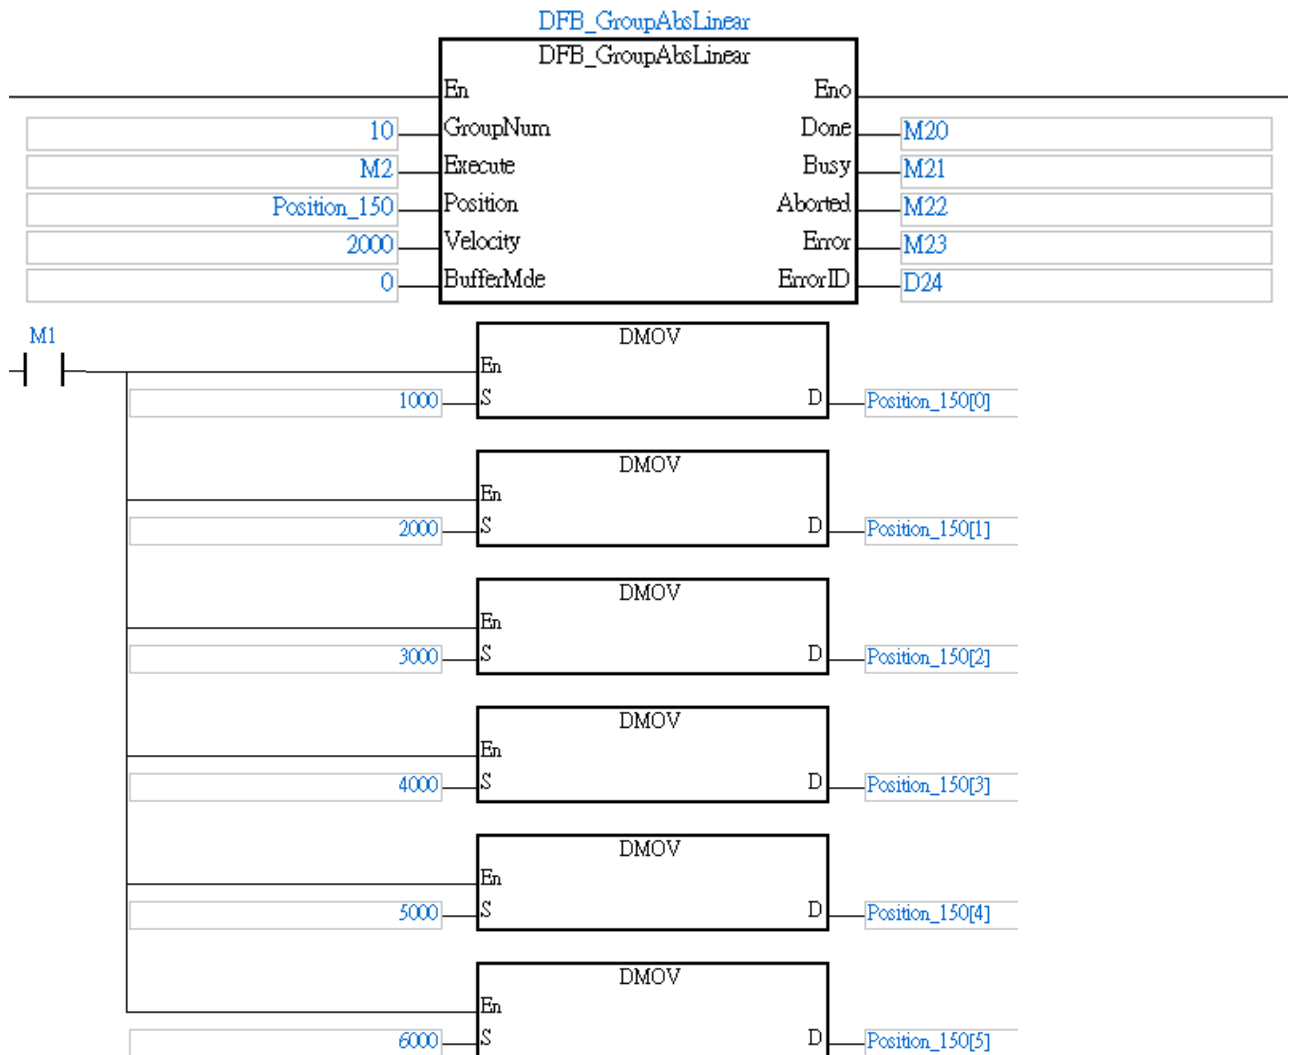 DFB_GroupAbsLinear
DFB_GroupAbsLinear
En Eno
10 GroupNum Done M20
M2 Execute Busy M21
Position_150 Position Aborted M22
2000 Velocity Error M23
0 BufferMde ErrorID D24
M1
DMOV
En
1000 S D Position_150[0]
DMOV
En
2000 S D Position_150[1]
DMOV
En
3000 S D Position_150[2]
DMOV
En
4000 S D Position_150[3]
DMOV
En
5000 S D Position_150[4]
DMOV
En
6000 S D Position_150[5]